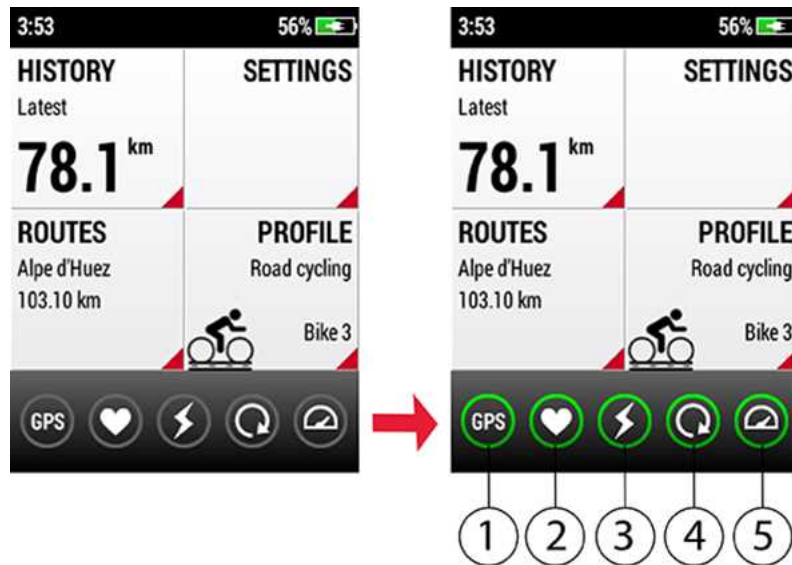 3:53 56%
HISTORY SETTINGS
Latest
78.1 km
ROUTES PROFILE
Alpe d'Huez Road cycling
103.10 km
Bike 3
GPS
3:53 56%
HISTORY SETTINGS
Latest
78.1 km
ROUTES PROFILE
Alpe d'Huez Road cycling
103.10 km
Bike 3
GPS
1 2 3 4 5